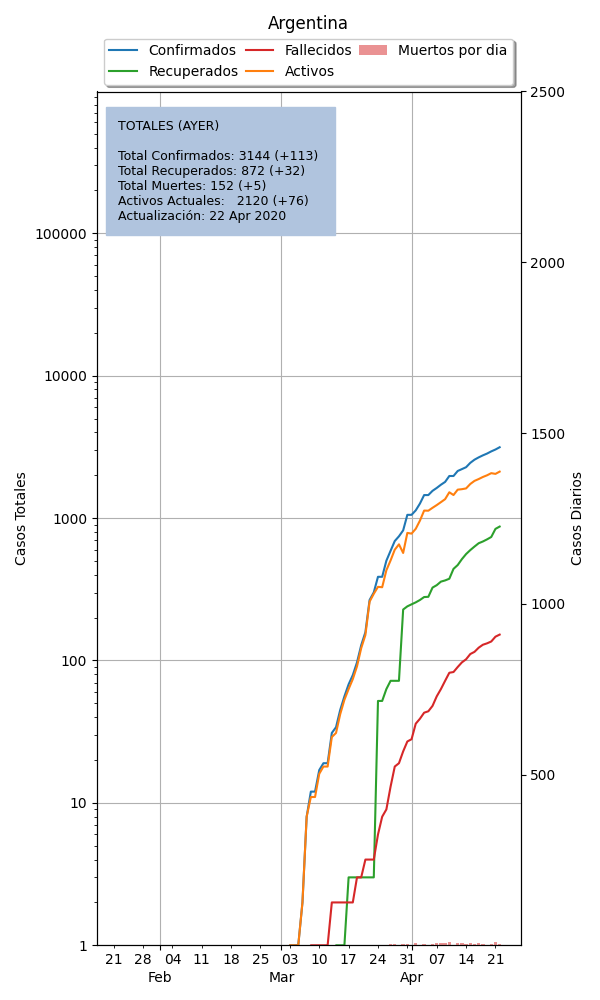 Argentina
Confirmados Fallecidos Muertos por dia
Recuperados Activos
TOTALES (AYER)
Total Confirmados: 3144 (+113)
Total Recuperados: 872 (+32)
Total Muertes: 152 (+5)
Activos Actuales: 2120 (+76)
Actualización: 22 Apr 2020
2500
100000
2000
10000
1500
Casos Totales
Casos Diarios
1000
1000
100
500
10
1
21 28 04 11 18 25 03 10 17 24 31 07 14 21
Feb Mar Apr